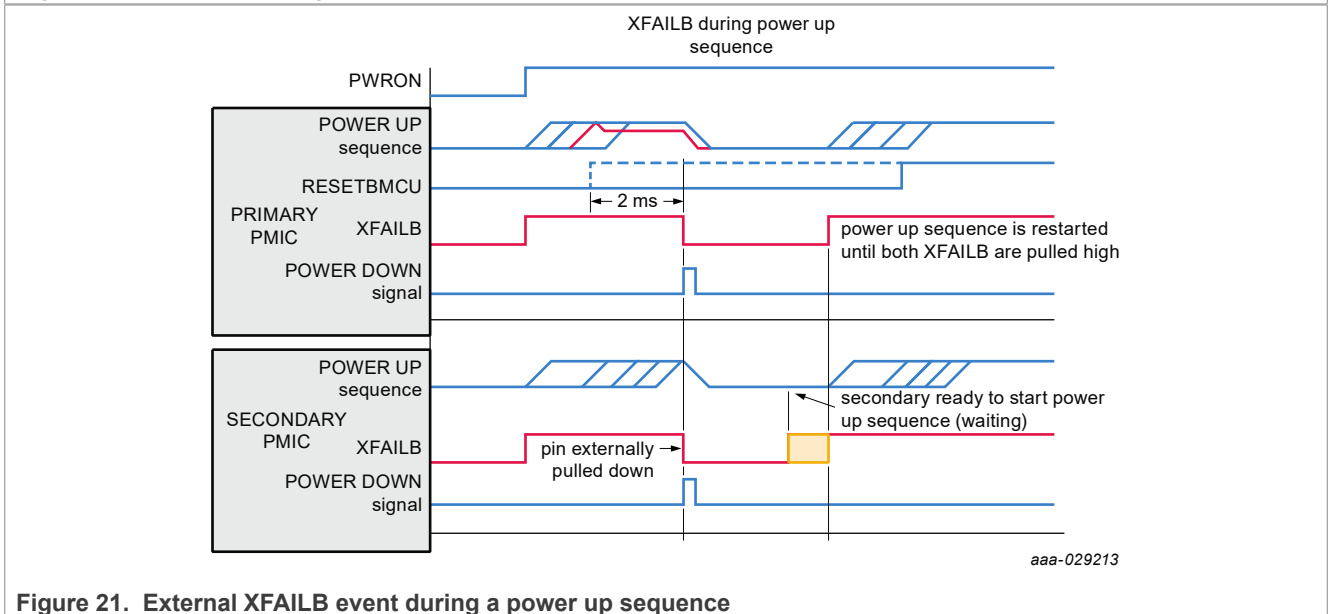 XFAILB during power up
sequence
PWRON
POWER UP
sequence
RESETBMCU
2 ms
PRIMARY
PMIC
XFAILB
power up sequence is restarted
until both XFAILB are pulled high
POWER DOWN
signal
POWER UP
sequence
secondary ready to start power
up sequence (waiting)
SECONDARY
PMIC
XFAILB
pin externally
pulled down
POWER DOWN
signal
aaa-029213
Figure 21. External XFAILB event during a power up sequence